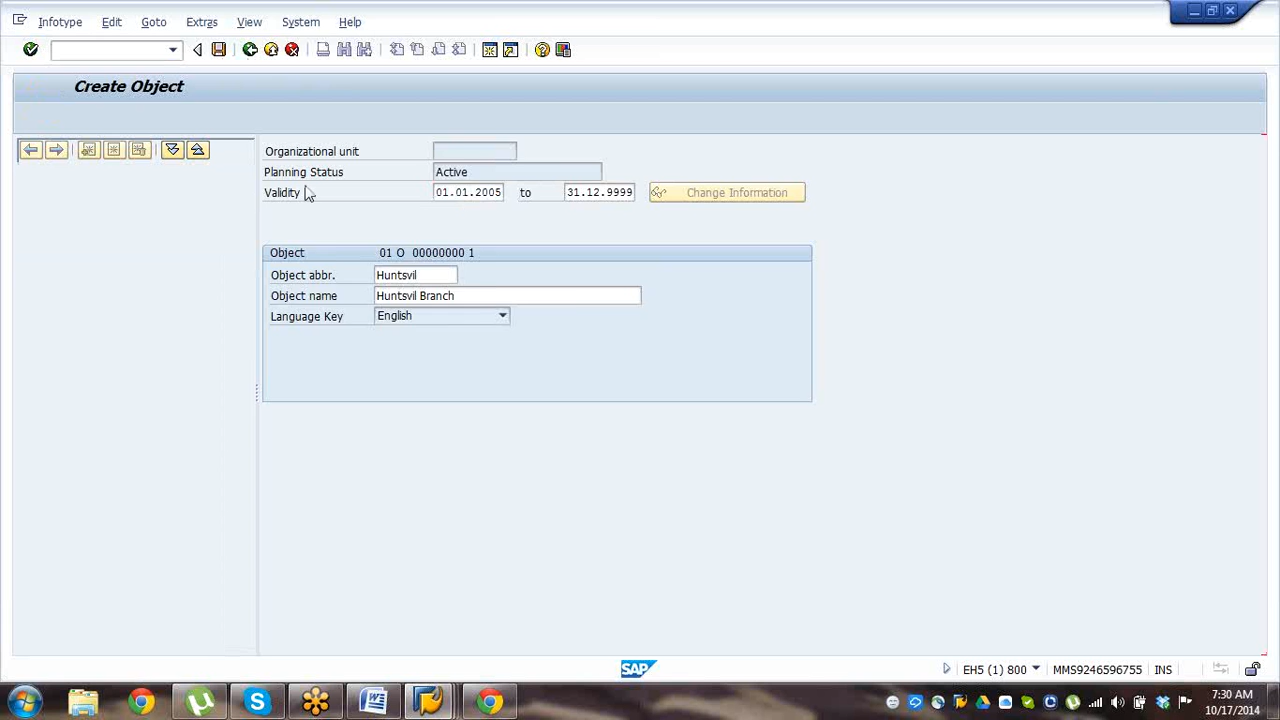 Infotype Edit Goto Extras View System Help
Create Object
Organizational unit
Planning Status Active
Validity 01.01.2005 to 31.12.9999 Change Information
Object 01 O 00000000 1
Object abbr. Huntsvil
Object name Huntsvil Branch
Language Key English
SAP
EH5 (1) 800 MMS9246596755 INS
7:30 AM
10/17/2014